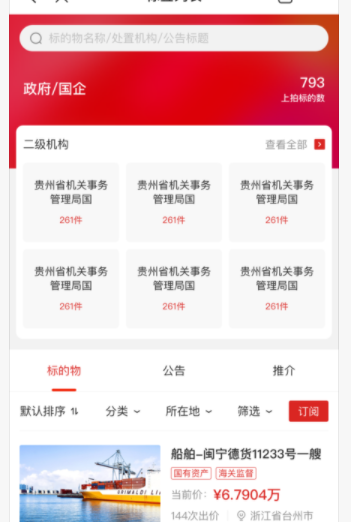 标的物名称/处置机构/公告标题
政府/国企
793
上拍标的数
二级机构
查看全部
贵州省机关事务
管理局国
261件
贵州省机关事务
管理局国
261件
贵州省机关事务
管理局国
261件
贵州省机关事务
管理局国
261件
贵州省机关事务
管理局国
261件
贵州省机关事务
管理局国
261件
标的物
公告
推介
默认排序
分类
所在地
筛选
订阅
船舶-闽宁德货11233号一艘
国有资产 海关监督
当前价: ¥6.7904万
144次出价 浙江省台州市
GRIMALDI LINES